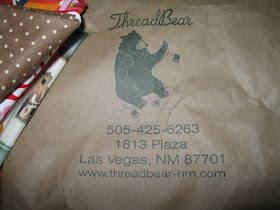 ThreadBear
505-425-6263
1813 Plaza
Las Vegas, NM 87701
www.threadbear-nm.com